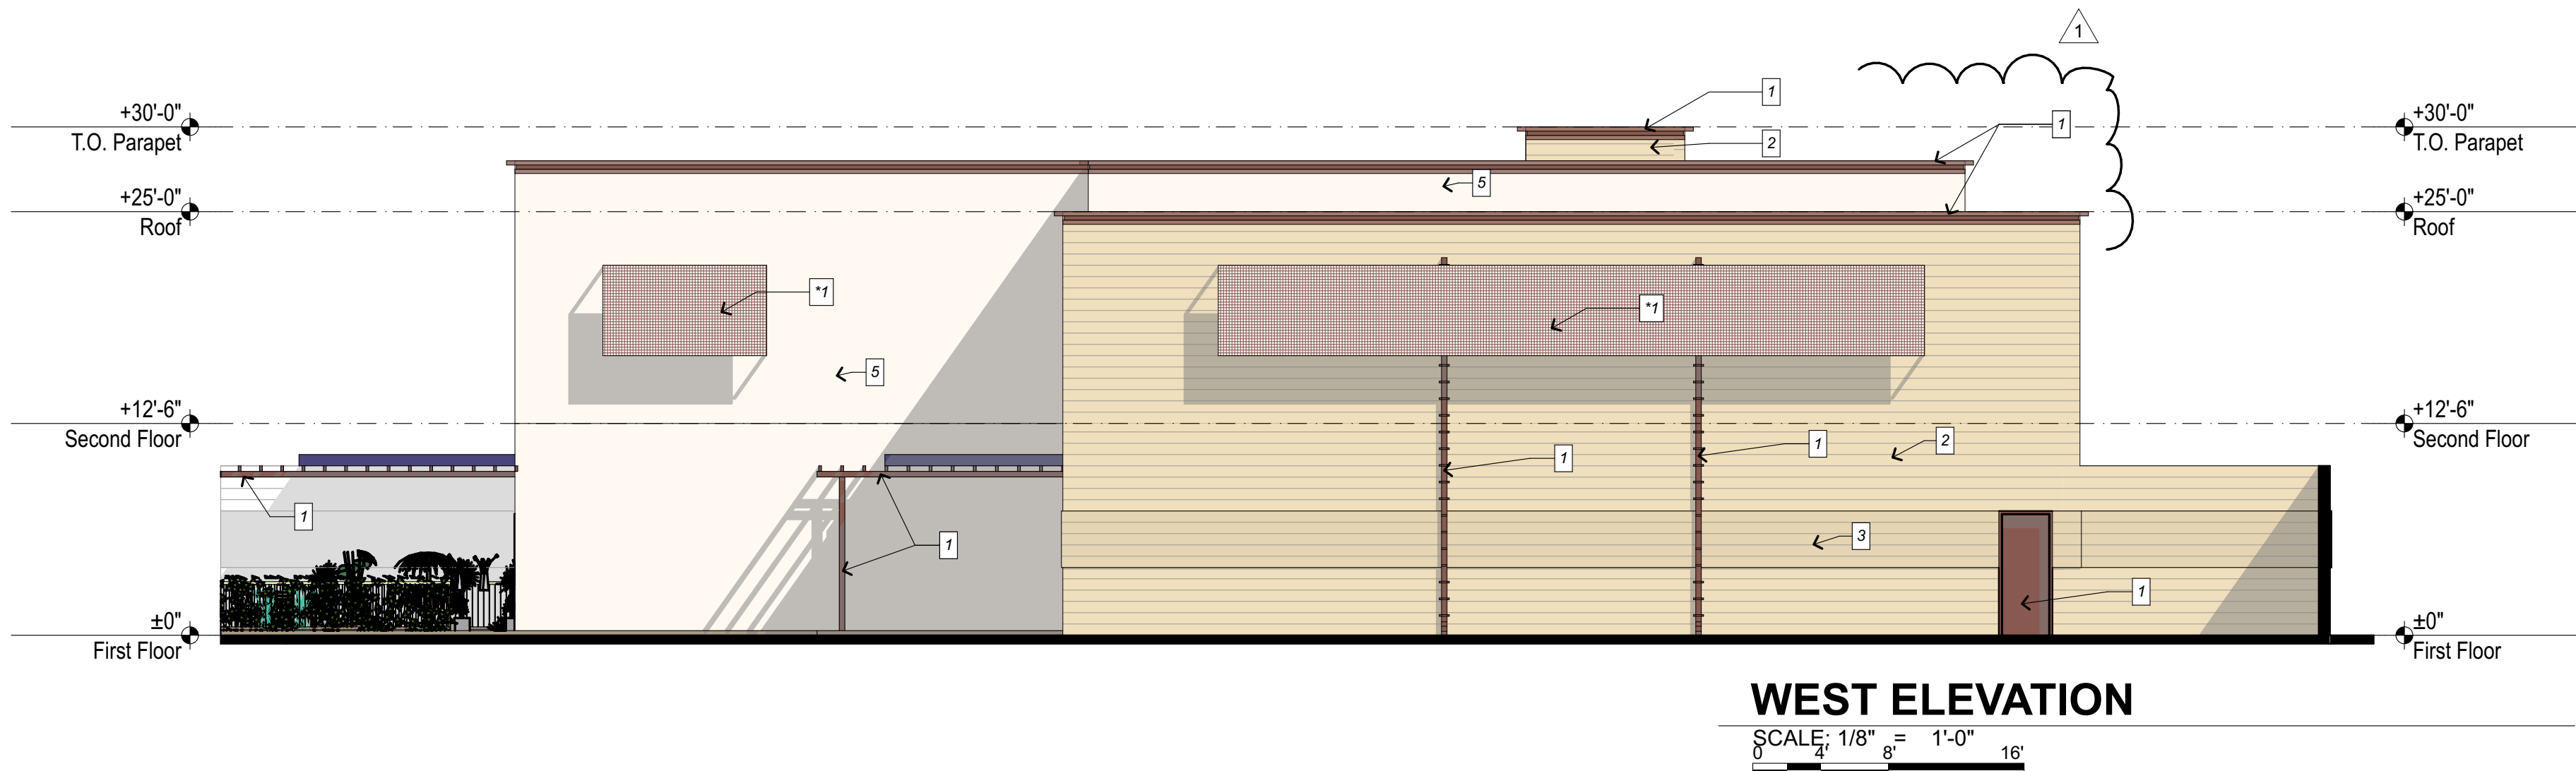 1
1
+30'-0"
T.O. Parapet
2
1
+30'-0"
T.O. Parapet
5
+25'-0"
Roof
+25'-0"
Roof
*1
*1
5
+12'-6"
Second Floor
1
1
2
+12'-6"
Second Floor
1
1
3
1
±0"
First Floor
±0"
First Floor
WEST ELEVATION
SCALE: 1/8" = 1'-0"
0 4' 8' 16'